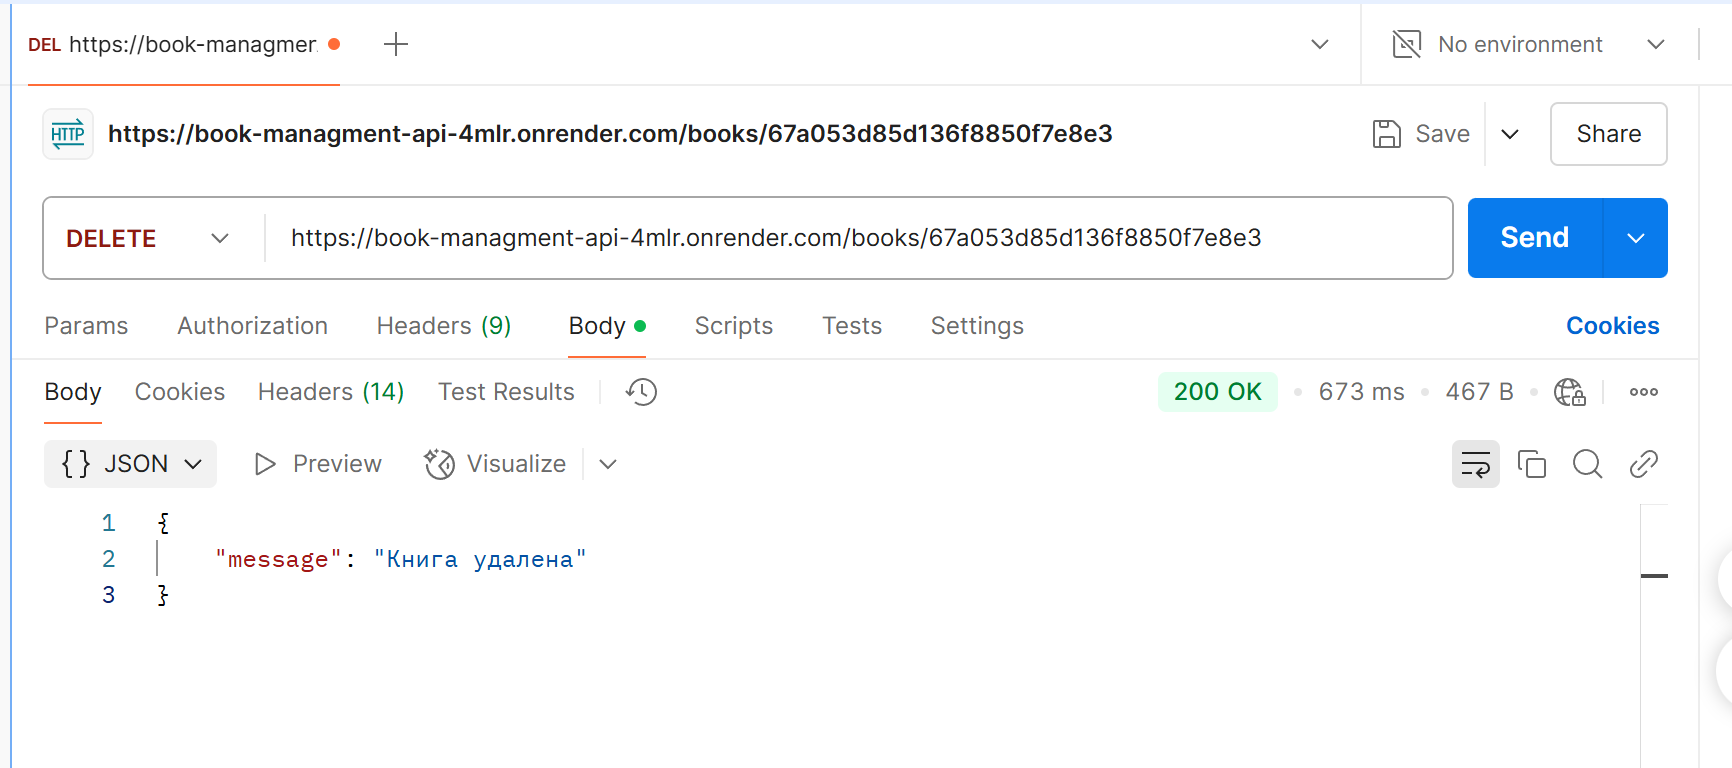 DEL https://book-managmer
No environment
HTTP https://book-managment-api-4mlr.onrender.com/books/67a053d85d136f8850f7e8e3
Save
Share
DELETE https://book-managment-api-4mlr.onrender.com/books/67a053d85d136f8850f7e8e3
Send
Params Authorization Headers (9) Body Scripts Tests Settings Cookies
Body Cookies Headers (14) Test Results 200 OK 673 ms 467 B
{} JSON Preview Visualize
1 {
2 "message": "Книга удалена"
3 }